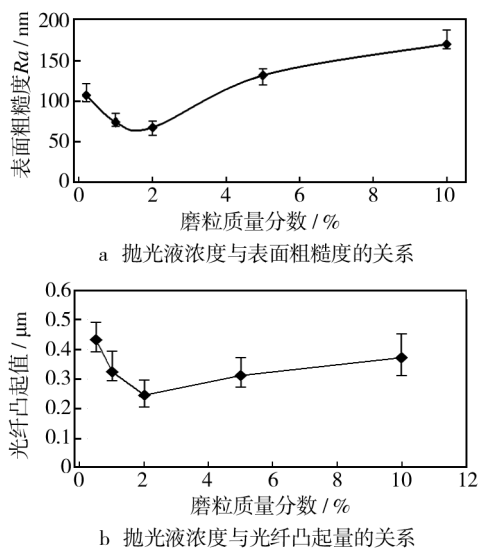 200
150
100
50
0
表面粗糙度Ra/nm
0 2 4 6 8 10
磨粒质量分数/%
a 抛光液浓度与表面粗糙度的关系
0.6
0.5
0.4
0.3
0.2
0.1
0
光纤凸起值/μm
0 2 4 6 8 10 12
磨粒质量分数/%
b 抛光液浓度与光纤凸起量的关系